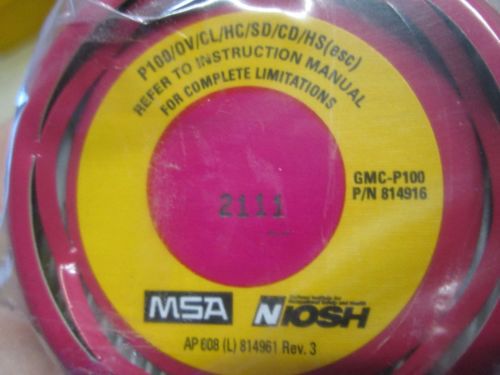 P100/OV/CL/HC/SD/CD/HS(esc)
REFER TO INSTRUCTION MANUAL
FOR COMPLETE LIMITATIONS
GMC-P100
P/N 814916
2111
MSA
NIOSH
AP 608 (L) 814961 Rev. 3